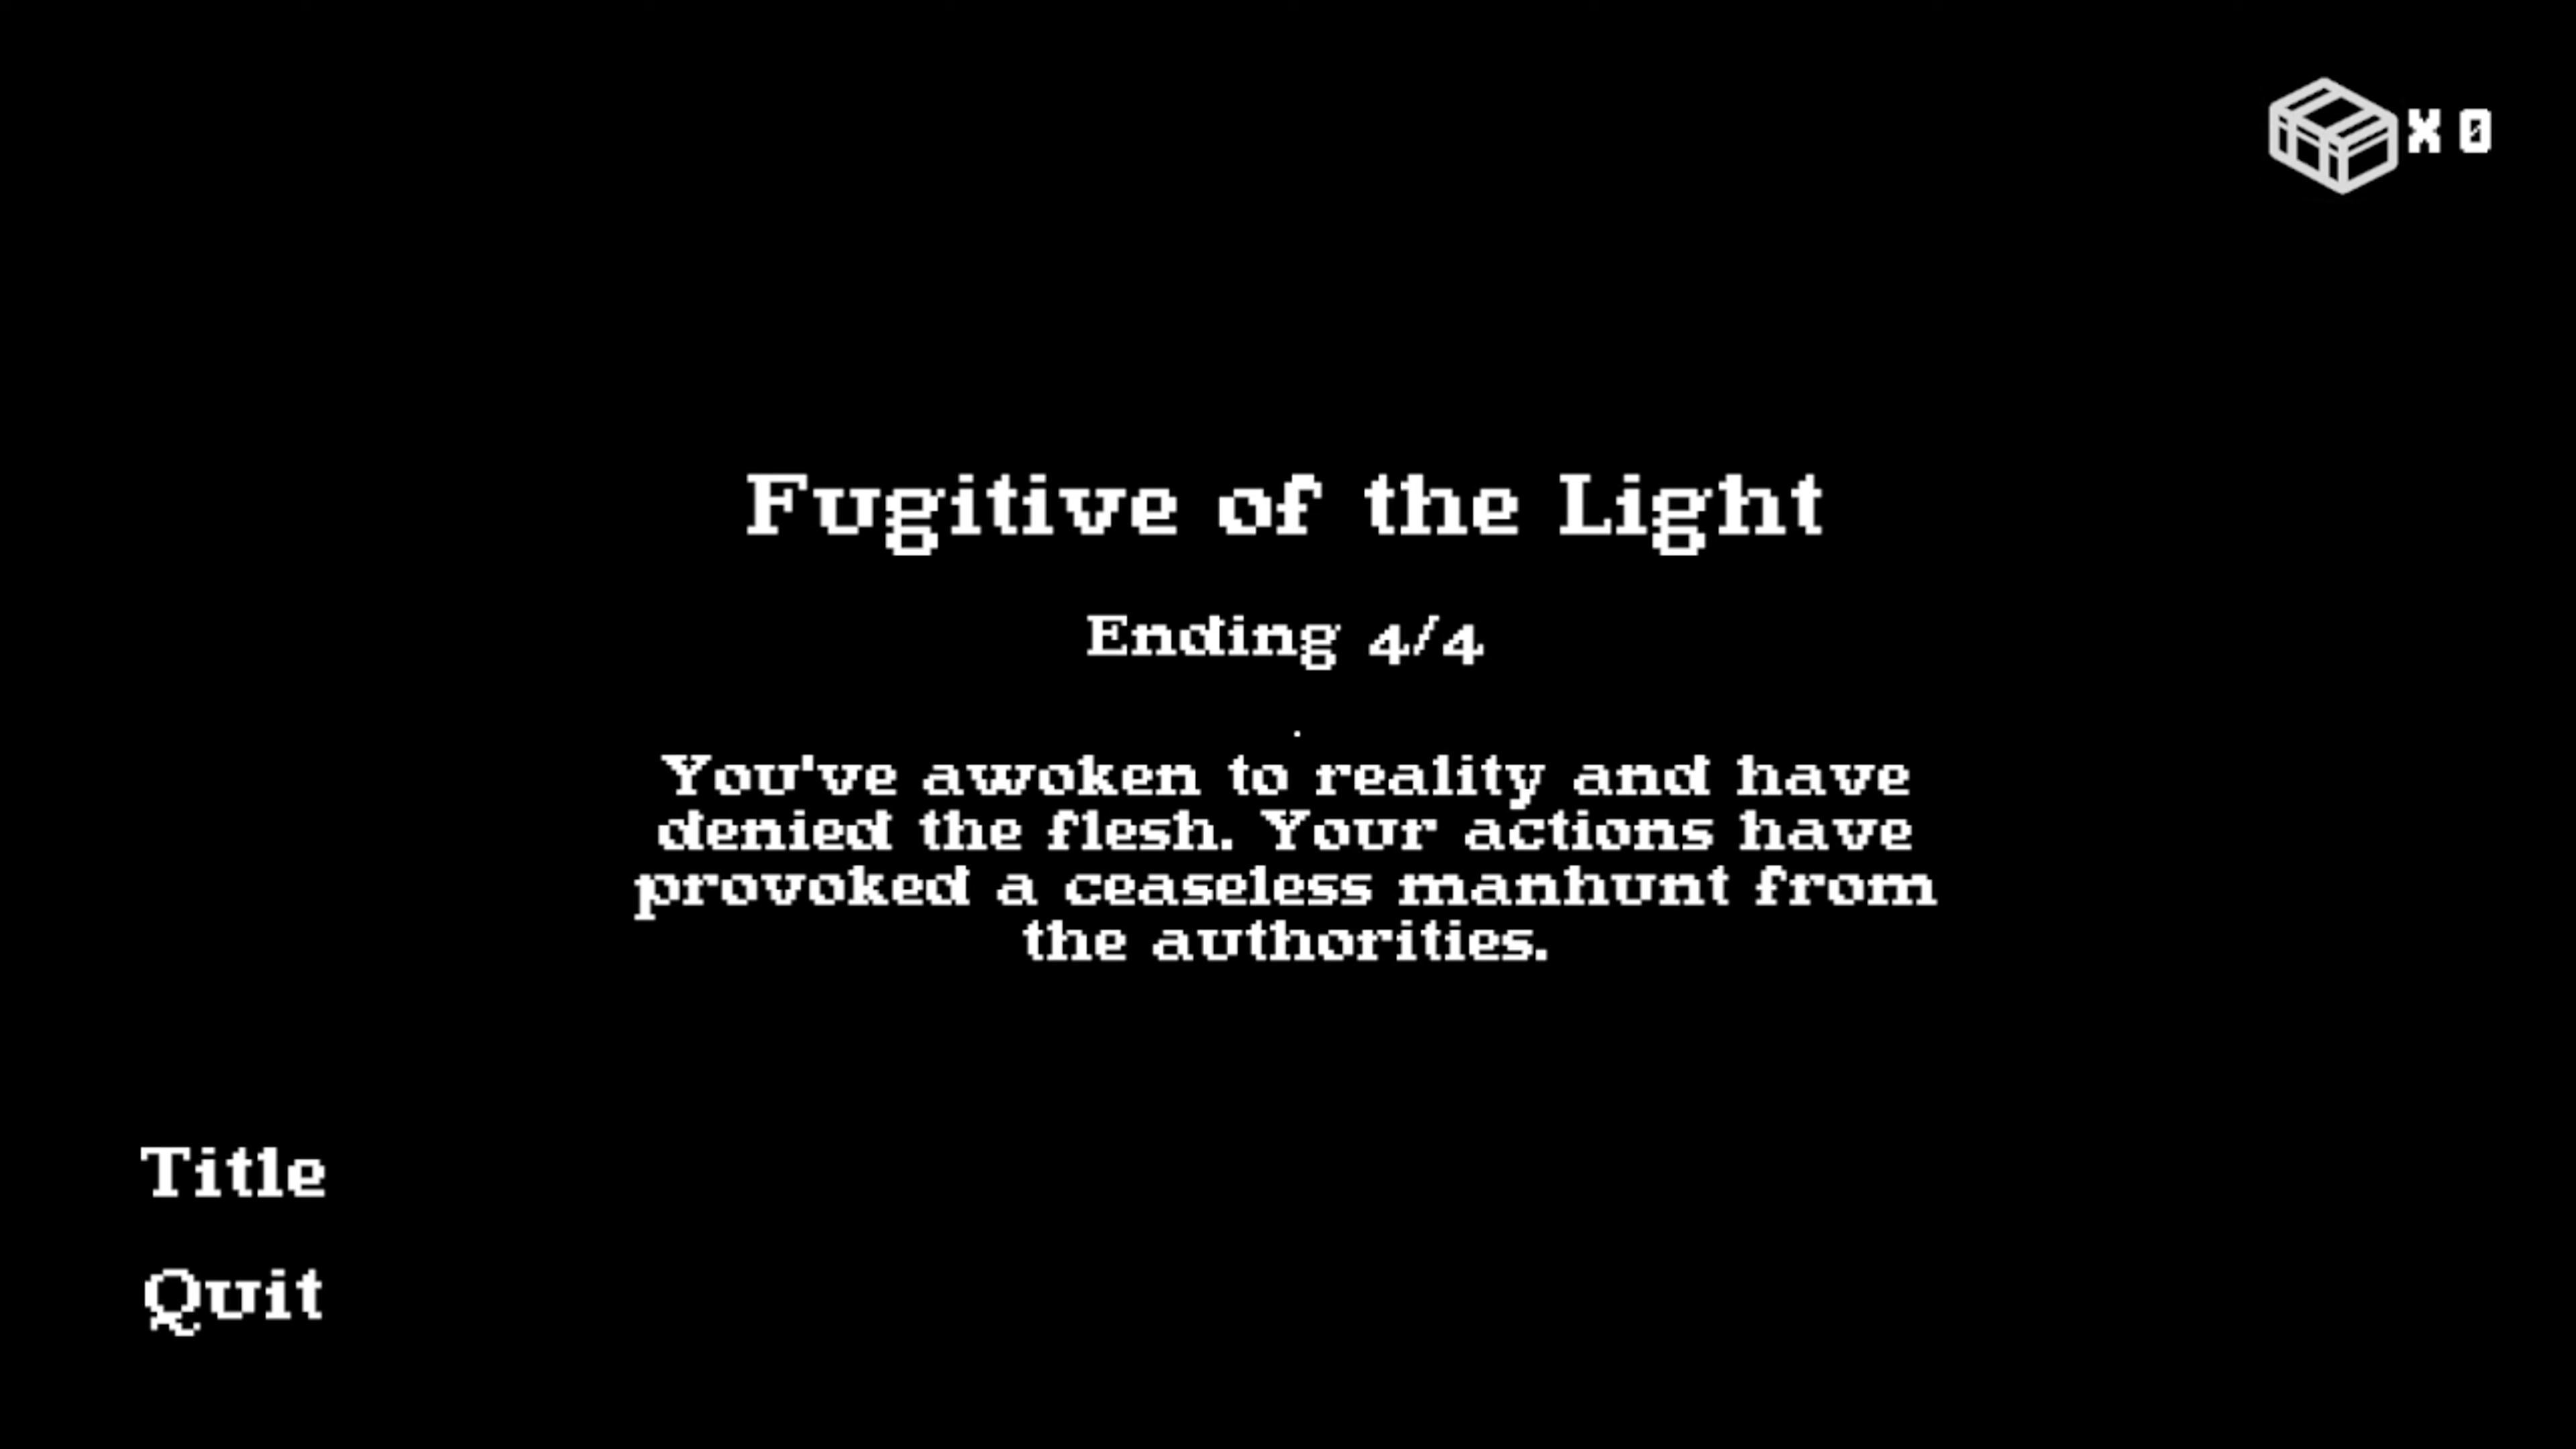 X 0
Fugitive of the Light
Ending 4/4
You've awoken to reality and have
denied the flesh. Your actions have
provoked a ceaseless manhunt from
the authorities.
Title
Quit